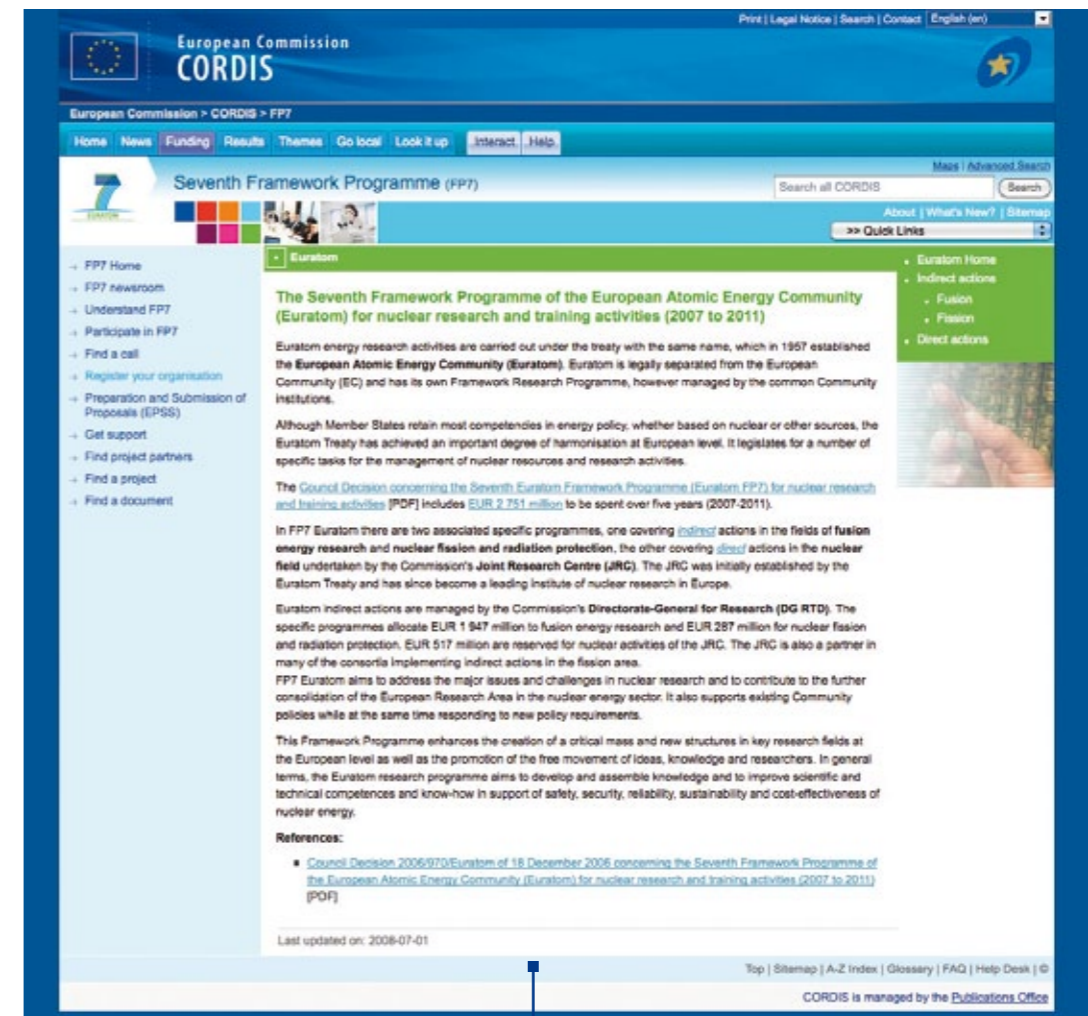 Print | Legal Notice | Search | Contact English (en)
European Commission
CORDIS
European Commission > CORDIS > FP7
Home News Funding Results Themes Go local Look it up Interact Help
Maps | Advanced Search
7
EURATOM
Seventh Framework Programme (FP7)
Search all CORDIS Search
About | What's New? | Sitemap
>> Quick Links
→ FP7 Home
→ FP7 newsroom
→ Understand FP7
→ Participate in FP7
→ Find a call
→ Register your organisation
→ Preparation and Submission of
Proposals (EPSS)
→ Get support
→ Find project partners
→ Find a project
→ Find a document
Euratom
The Seventh Framework Programme of the European Atomic Energy Community
(Euratom) for nuclear research and training activities (2007 to 2011)
Euratom energy research activities are carried out under the treaty with the same name, which in 1957 established
the European Atomic Energy Community (Euratom). Euratom is legally separated from the European
Community (EC) and has its own Framework Research Programme, however managed by the common Community
institutions.
Although Member States retain most competencies in energy policy, whether based on nuclear or other sources, the
Euratom Treaty has achieved an important degree of harmonisation at European level. It legislates for a number of
specific tasks for the management of nuclear resources and research activities.
The Council Decision concerning the Seventh Euratom Framework Programme (Euratom FP7) for nuclear research
and training activities [PDF] includes EUR 2 751 million to be spent over five years (2007-2011).
In FP7 Euratom there are two associated specific programmes, one covering indirect actions in the fields of fusion
energy research and nuclear fission and radiation protection, the other covering direct actions in the nuclear
field undertaken by the Commission's Joint Research Centre (JRC). The JRC was initially established by the
Euratom Treaty and has since become a leading institute of nuclear research in Europe.
Euratom indirect actions are managed by the Commission's Directorate-General for Research (DG RTD). The
specific programmes allocate EUR 1 947 million to fusion energy research and EUR 287 million for nuclear fission
and radiation protection. EUR 517 million are reserved for nuclear activities of the JRC. The JRC is also a partner in
many of the consortia implementing indirect actions in the fission area.
FP7 Euratom aims to address the major issues and challenges in nuclear research and to contribute to the further
consolidation of the European Research Area in the nuclear energy sector. It also supports existing Community
policies while at the same time responding to new policy requirements.
This Framework Programme enhances the creation of a critical mass and new structures in key research fields at
the European level as well as the promotion of the free movement of ideas, knowledge and researchers. In general
terms, the Euratom research programme aims to develop and assemble knowledge and to improve scientific and
technical competences and know-how in support of safety, security, reliability, sustainability and cost-effectiveness of
nuclear energy.
References:
▪ Council Decision 2006/970/Euratom of 18 December 2006 concerning the Seventh Framework Programme of
the European Atomic Energy Community (Euratom) for nuclear research and training activities (2007 to 2011)
[PDF]
Last updated on: 2008-07-01
• Euratom Home
• Indirect actions
• Fusion
• Fission
• Direct actions
Top | Sitemap | A-Z Index | Glossary | FAQ | Help Desk | ©
CORDIS is managed by the Publications Office